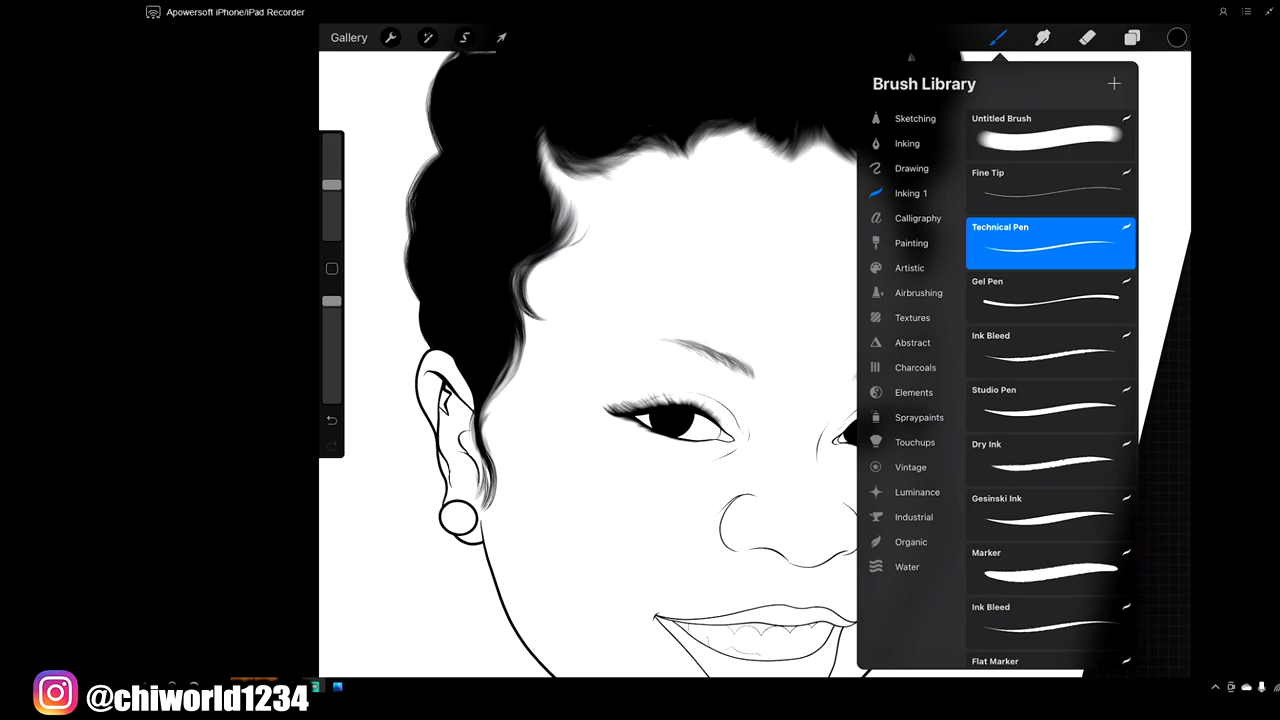 Apowersoft iPhone/iPad Recorder
Gallery
Brush Library
Sketching
Inking
Drawing
Inking 1
Calligraphy
Painting
Artistic
Airbrushing
Textures
Abstract
Charcoals
Elements
Spraypaints
Touchups
Vintage
Luminance
Industrial
Organic
Water
Untitled Brush
Fine Tip
Technical Pen
Gel Pen
Ink Bleed
Studio Pen
Dry Ink
Gesinski Ink
Marker
Ink Bleed
Flat Marker
@chiworld1234